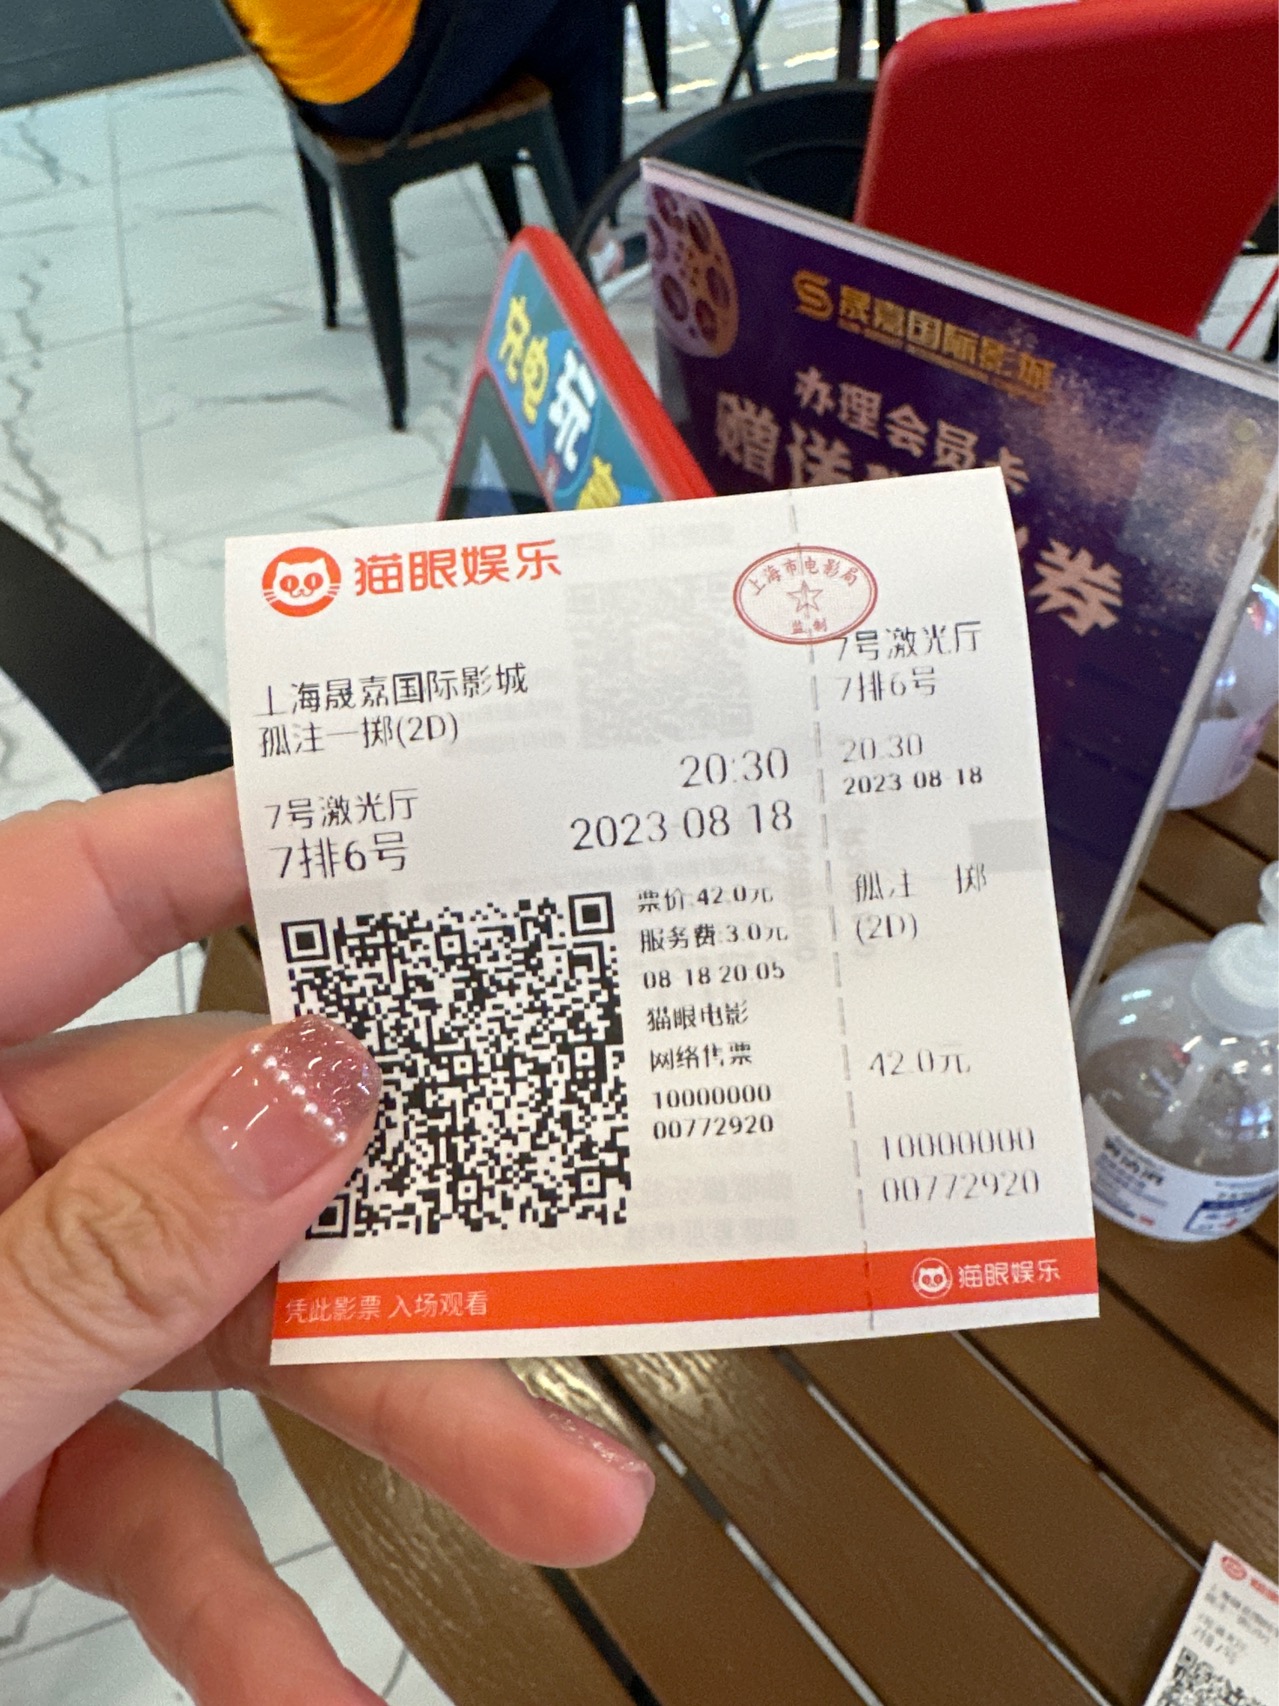 晟嘉国际影城
办理会员卡
赠送
券
充电
玩
猫眼娱乐
上海市电影局
监制
上海晟嘉国际影城
孤注一掷(2D)
7号激光厅
7排6号
20:30
2023-08-18
票价:42.0元
服务费:3.0元
08-18 20:05
猫眼电影
网络售票
10000000
00772920
7号激光厅
7排6号
20:30
2023-08-18
孤注一掷
(2D)
42.0元
10000000
00772920
凭此影票 入场观看
猫眼娱乐